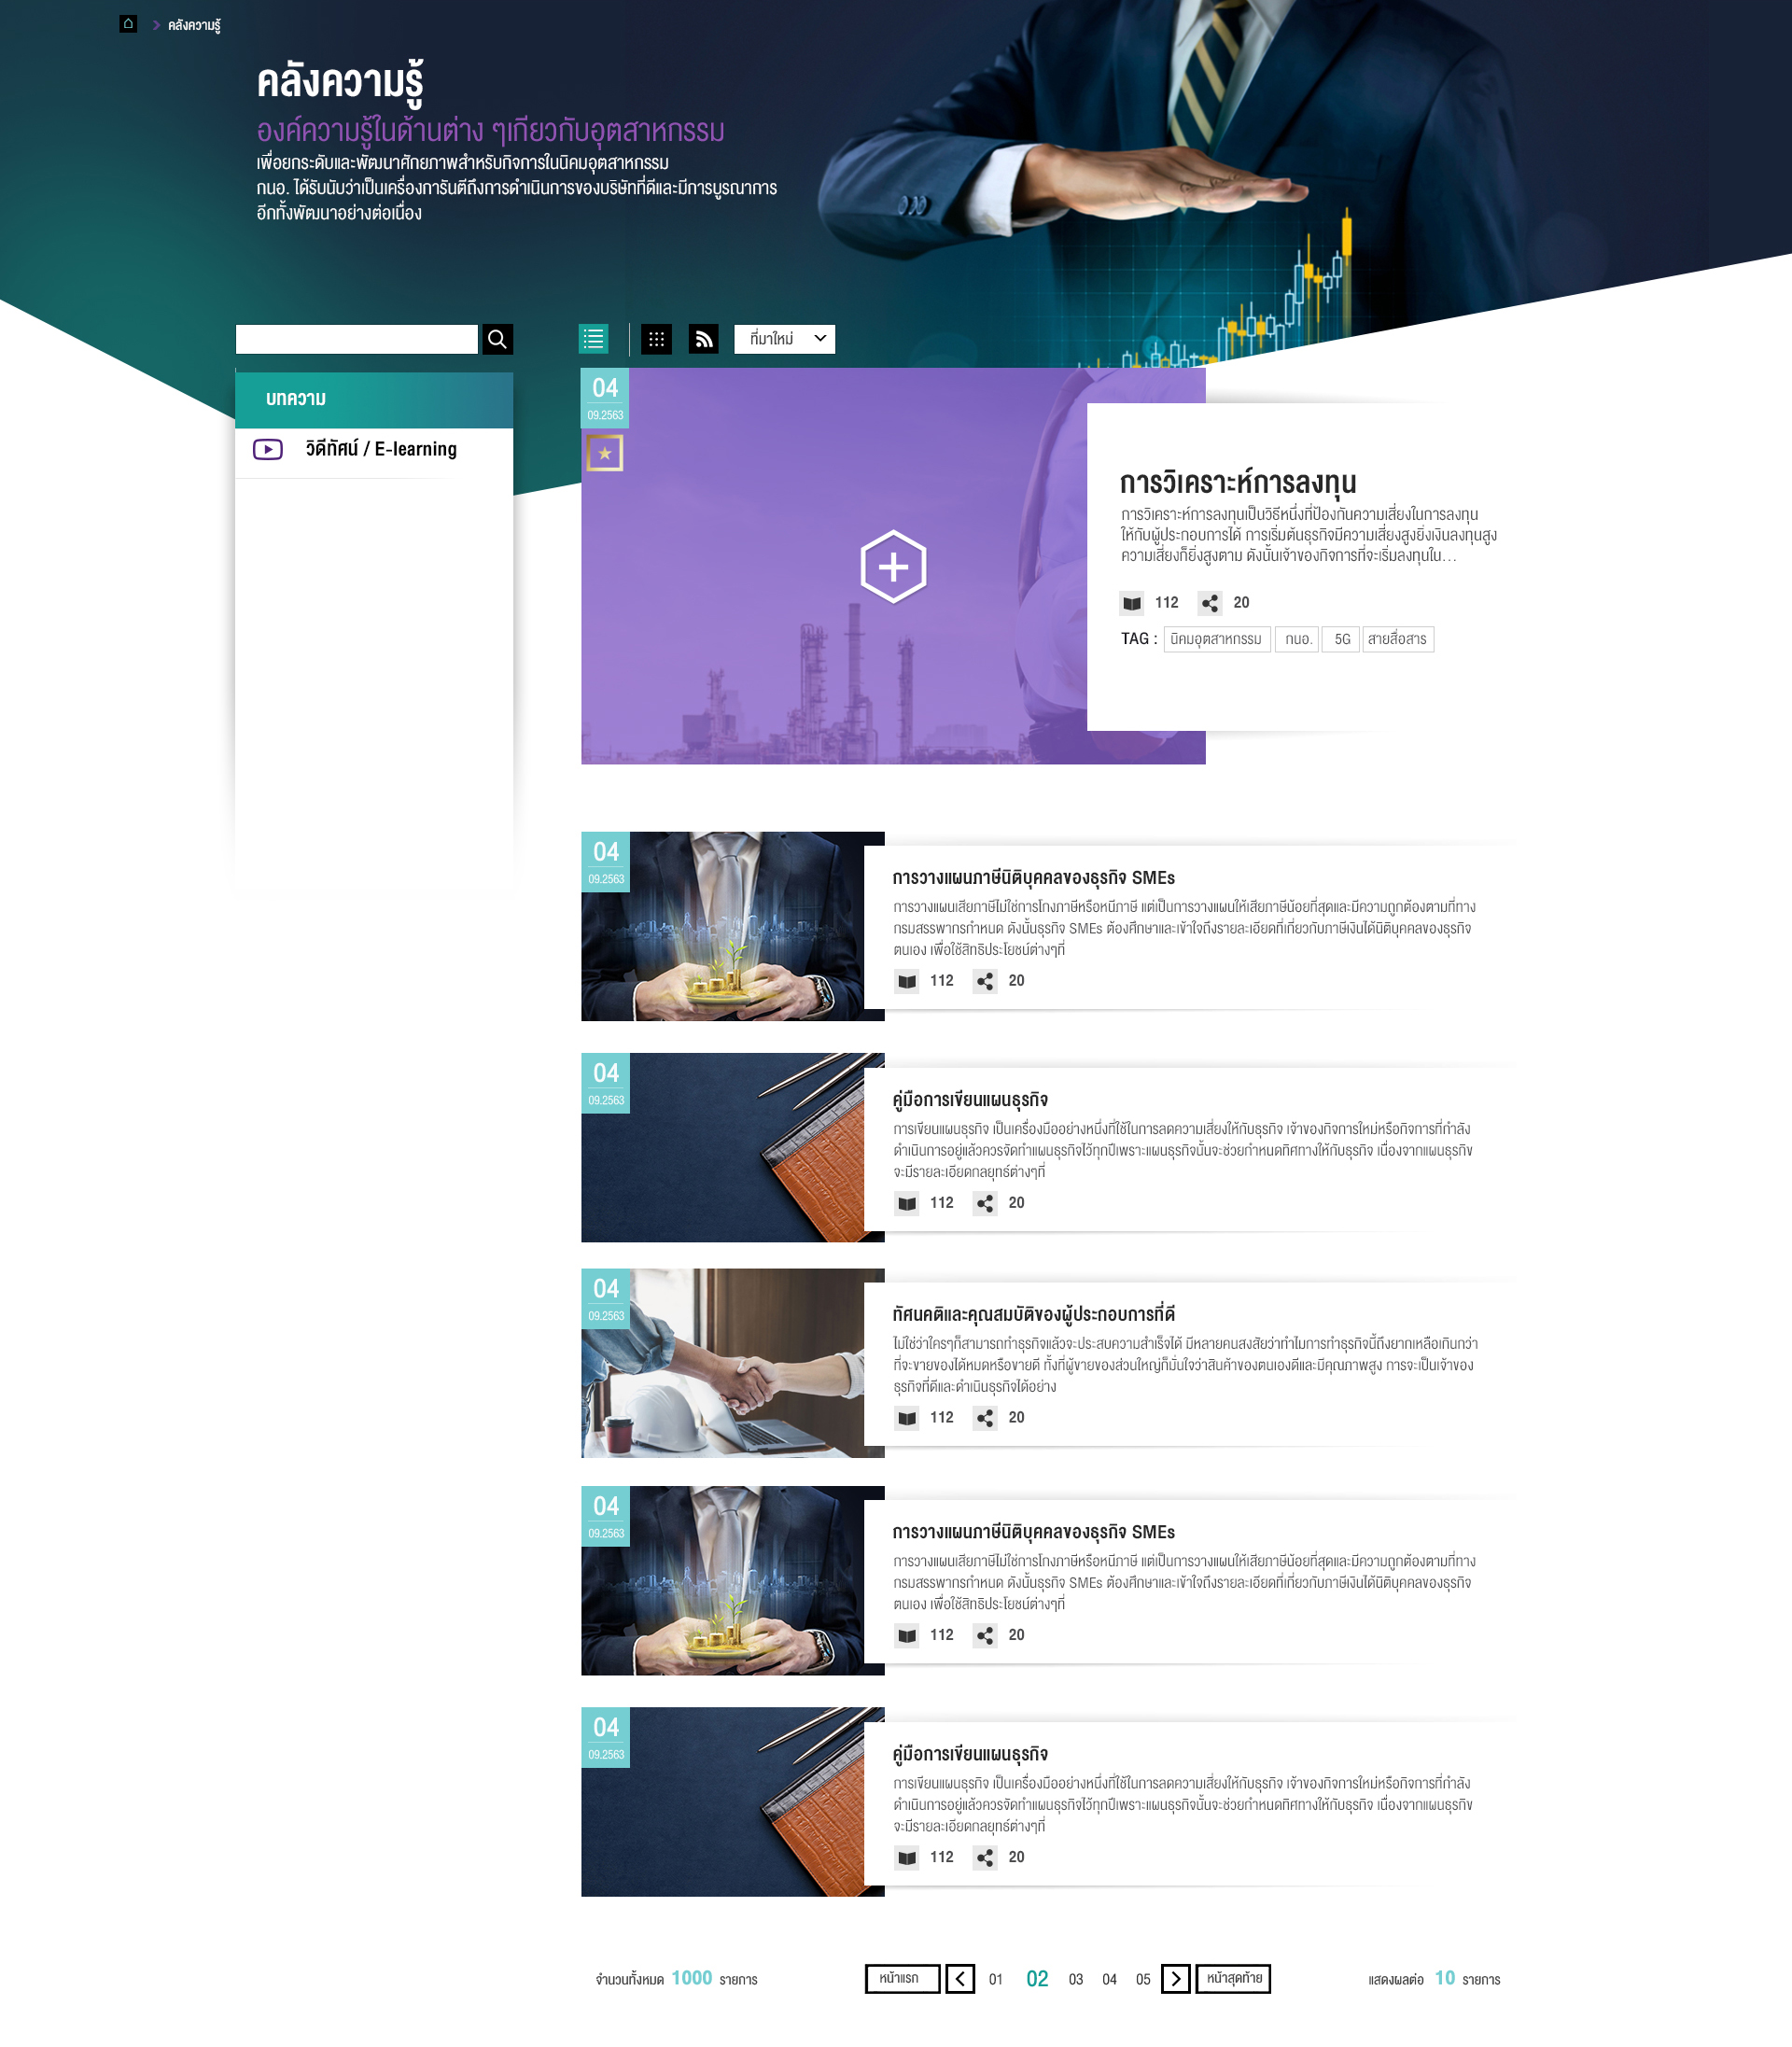 คลังความรู้
คลังความรู้
องค์ความรู้ในด้านต่าง ๆเกียวกับอุตสาหกรรม
เพื่อยกระดับและพัฒนาศักยภาพสำหรับกิจการในนิคมอุตสาหกรรม
กนอ. ได้รับนับว่าเป็นเครื่องการันตีถึงการดำเนินการของบริษัทที่ดีและมีการบูรณาการ
อีกทั้งพัฒนาอย่างต่อเนื่อง
ที่มาใหม่
บทความ
วิดีทัศน์ / E-learning
04
09.2563
การวิเคราะห์การลงทุน
การวิเคราะห์การลงทุนเป็นวิธีหนึ่งที่ป้องกันความเสี่ยงในการลงทุน
ให้กับผู้ประกอบการได้ การเริ่มต้นธุรกิจมีความเสี่ยงสูงยิ่งเงินลงทุนสูง
ความเสี่ยงก็ยิ่งสูงตาม ดังนั้นเจ้าของกิจการที่จะเริ่มลงทุนใน...
112 20
TAG : นิคมอุตสาหกรรม กนอ. 5G สายสื่อสาร
04
09.2563
การวางแผนภาษีนิติบุคคลของธุรกิจ SMEs
การวางแผนเสียภาษีไม่ใช่การโกงภาษีหรือหนีภาษี แต่เป็นการวางแผนให้เสียภาษีน้อยที่สุดและมีความถูกต้องตามที่ทาง
กรมสรรพากรกำหนด ดังนั้นธุรกิจ SMEs ต้องศึกษาและเข้าใจถึงรายละเอียดที่เกี่ยวกับภาษีเงินได้นิติบุคคลของธุรกิจ
ตนเอง เพื่อใช้สิทธิประโยชน์ต่างๆที่
112 20
04
09.2563
คู่มือการเขียนแผนธุรกิจ
การเขียนแผนธุรกิจ เป็นเครื่องมืออย่างหนึ่งที่ใช้ในการลดความเสี่ยงให้กับธุรกิจ เจ้าของกิจการใหม่หรือกิจการที่กำลัง
ดำเนินการอยู่แล้วควรจัดทำแผนธุรกิจไว้ทุกปีเพราะแผนธุรกิจนั้นจะช่วยกำหนดทิศทางให้กับธุรกิจ เนื่องจากแผนธุรกิจ
จะมีรายละเอียดกลยุทธ์ต่างๆที่
112 20
04
09.2563
ทัศนคติและคุณสมบัติของผู้ประกอบการที่ดี
ไม่ใช่ว่าใครๆก็สามารถทำธุรกิจแล้วจะประสบความสำเร็จได้ มีหลายคนสงสัยว่าทำไมการทำธุรกิจนี้ถึงยากเหลือเกินกว่า
ที่จะขายของได้หมดหรือขายดี ทั้งที่ผู้ขายของส่วนใหญ่ก็มั่นใจว่าสินค้าของตนเองดีและมีคุณภาพสูง การจะเป็นเจ้าของ
ธุรกิจที่ดีและดำเนินธุรกิจได้อย่าง
112 20
04
09.2563
การวางแผนภาษีนิติบุคคลของธุรกิจ SMEs
การวางแผนเสียภาษีไม่ใช่การโกงภาษีหรือหนีภาษี แต่เป็นการวางแผนให้เสียภาษีน้อยที่สุดและมีความถูกต้องตามที่ทาง
กรมสรรพากรกำหนด ดังนั้นธุรกิจ SMEs ต้องศึกษาและเข้าใจถึงรายละเอียดที่เกี่ยวกับภาษีเงินได้นิติบุคคลของธุรกิจ
ตนเอง เพื่อใช้สิทธิประโยชน์ต่างๆที่
112 20
04
09.2563
คู่มือการเขียนแผนธุรกิจ
การเขียนแผนธุรกิจ เป็นเครื่องมืออย่างหนึ่งที่ใช้ในการลดความเสี่ยงให้กับธุรกิจ เจ้าของกิจการใหม่หรือกิจการที่กำลัง
ดำเนินการอยู่แล้วควรจัดทำแผนธุรกิจไว้ทุกปีเพราะแผนธุรกิจนั้นจะช่วยกำหนดทิศทางให้กับธุรกิจ เนื่องจากแผนธุรกิจ
จะมีรายละเอียดกลยุทธ์ต่างๆที่
112 20
จำนวนทั้งหมด 1000 รายการ หน้าแรก 01 02 03 04 05 หน้าสุดท้าย แสดงผลต่อ 10 รายการ